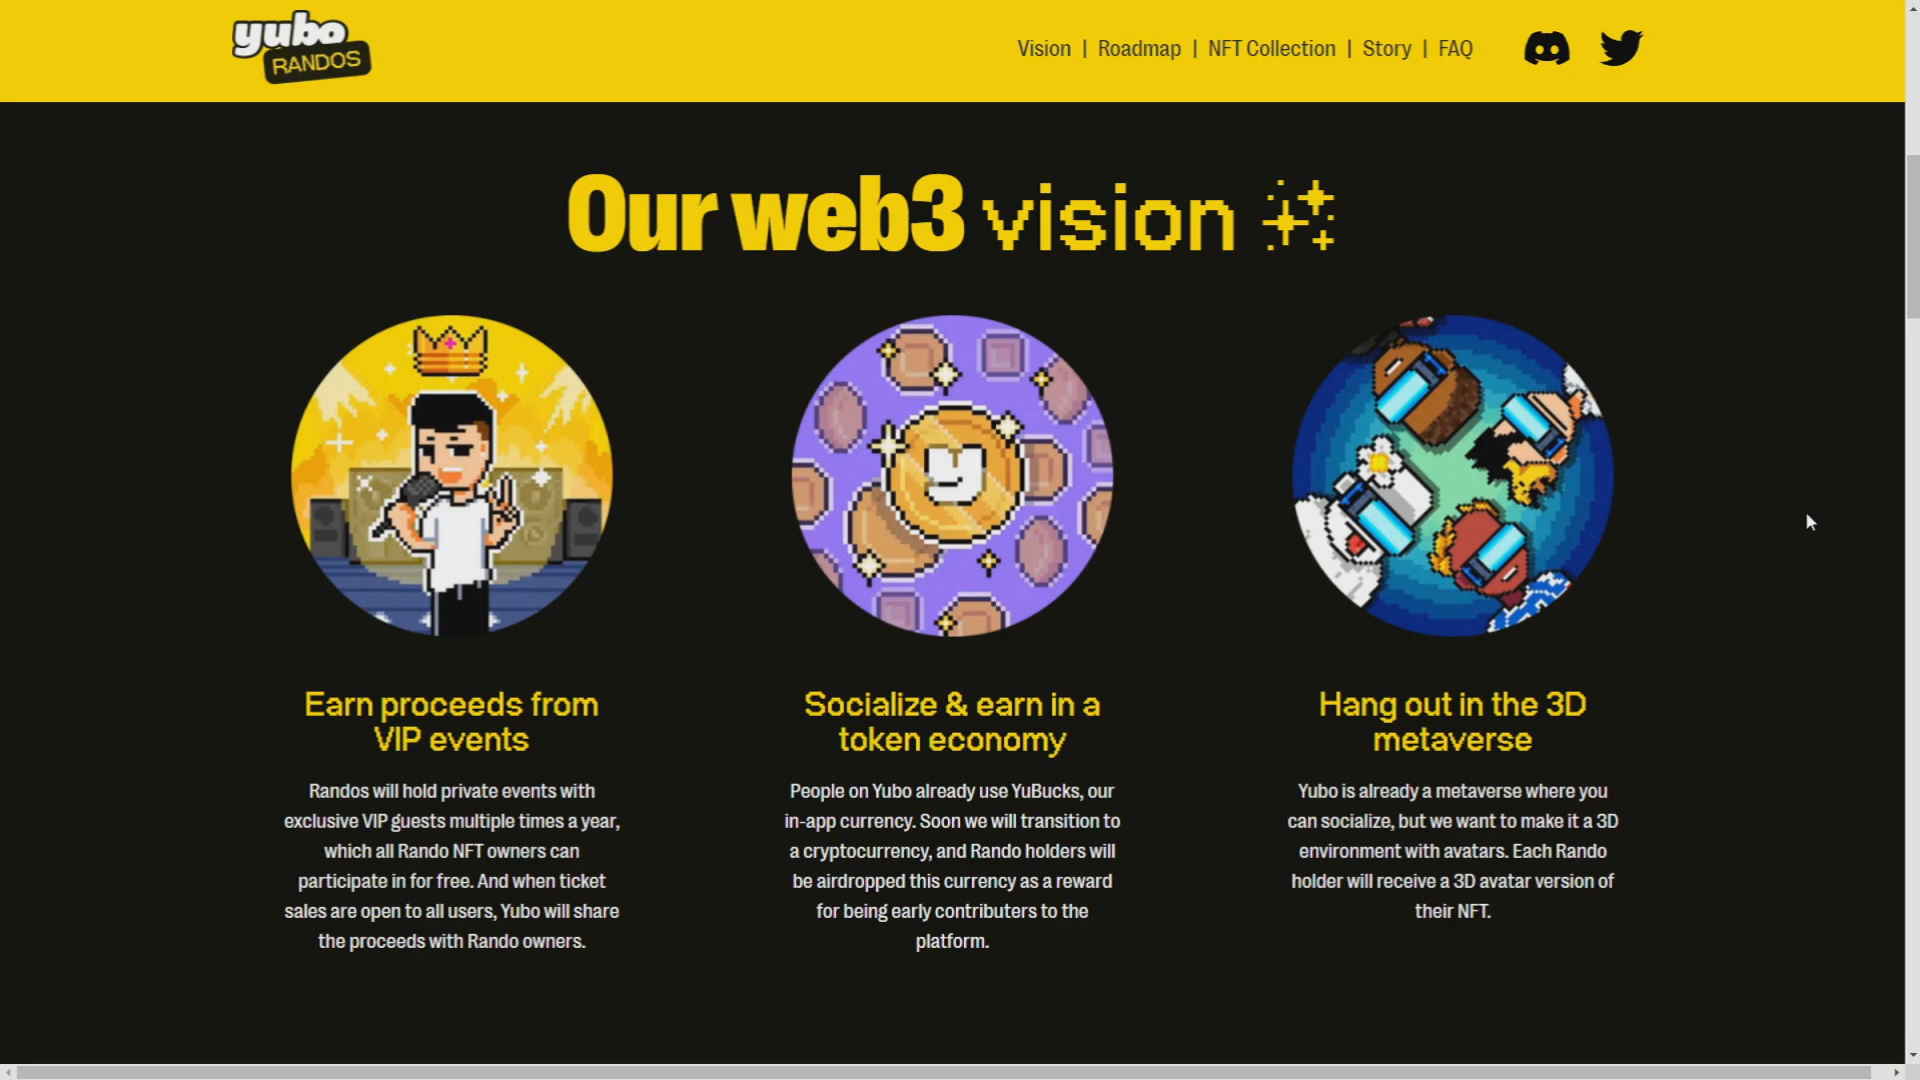 yubo
RANDOS
Vision | Roadmap | NFT Collection | Story | FAQ
Our web3 vision
Earn proceeds from
VIP events
Randos will hold private events with
exclusive VIP guests multiple times a year,
which all Rando NFT owners can
participate in for free. And when ticket
sales are open to all users, Yubo will share
the proceeds with Rando owners.
Socialize & earn in a
token economy
People on Yubo already use YuBucks, our
in-app currency. Soon we will transition to
a cryptocurrency, and Rando holders will
be airdropped this currency as a reward
for being early contributers to the
platform.
Hang out in the 3D
metaverse
Yubo is already a metaverse where you
can socialize, but we want to make it a 3D
environment with avatars. Each Rando
holder will receive a 3D avatar version of
their NFT.